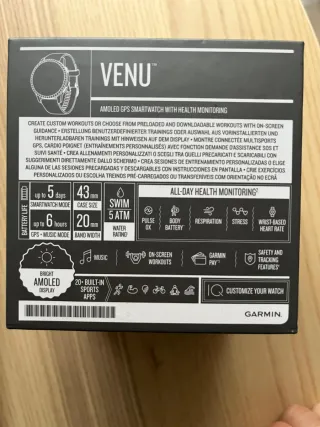 VENU™
AMOLED GPS SMARTWATCH WITH HEALTH MONITORING
CREATE CUSTOM WORKOUTS OR CHOOSE FROM PRELOADED AND DOWNLOADABLE WORKOUTS WITH ON-SCREEN
GUIDANCE • ERSTELLUNG BENUTZERDEFINIERTER TRAININGS ODER AUSWAHL AUS VORINSTALLIERTEN UND
HERUNTERLADBAREN TRAININGS MIT HINWEISEN AUF DEM DISPLAY • MONTRE CONNECTÉE MULTISPORTS
GPS, CARDIO POIGNET (ENTRAÎNEMENTS PERSONNALISÉS) AVEC FONCTION DEMANDE D'ASSISTANCE SOS ET
SUIVI SANTÉ • CREA ALLENAMENTI PERSONALIZZATI O SCEGLI TRA QUELLI PRECARICATI E SCARICABILI CON
SUGGERIMENTI DIRETTAMENTE DALLO SCHERMO • CREA SESIONES DE ENTRENAMIENTO PERSONALIZADAS O ELIGE
ALGUNAS DE LAS YA CARGADAS O DESCARGABLES CON INSTRUCCIONES EN PANTALLA • CRIE EXERCÍCIOS
PERSONALIZADOS OU ESCOLHA TREINOS PRÉ-CARREGADOS OU TRANSFERÍVEIS COM ORIENTAÇÃO NO ECRÃ
BATTERY LIFE
up to 5 days
SMARTWATCH MODE
up to 6 hours
GPS + MUSIC MODE
43 mm
CASE SIZE
20 mm
BAND WIDTH
SWIM
5 ATM
WATER
RATING
ALL-DAY HEALTH MONITORING
PULSE
OX
BODY
BATTERY™
RESPIRATION
STRESS
WRIST-BASED
HEART RATE
BRIGHT
AMOLED
DISPLAY
MUSIC
ON-SCREEN
WORKOUTS
GARMIN
PAY™
SAFETY AND
TRACKING
FEATURES
20+ BUILT-IN
SPORTS
APPS
CUSTOMIZE YOUR WATCH
GARMIN